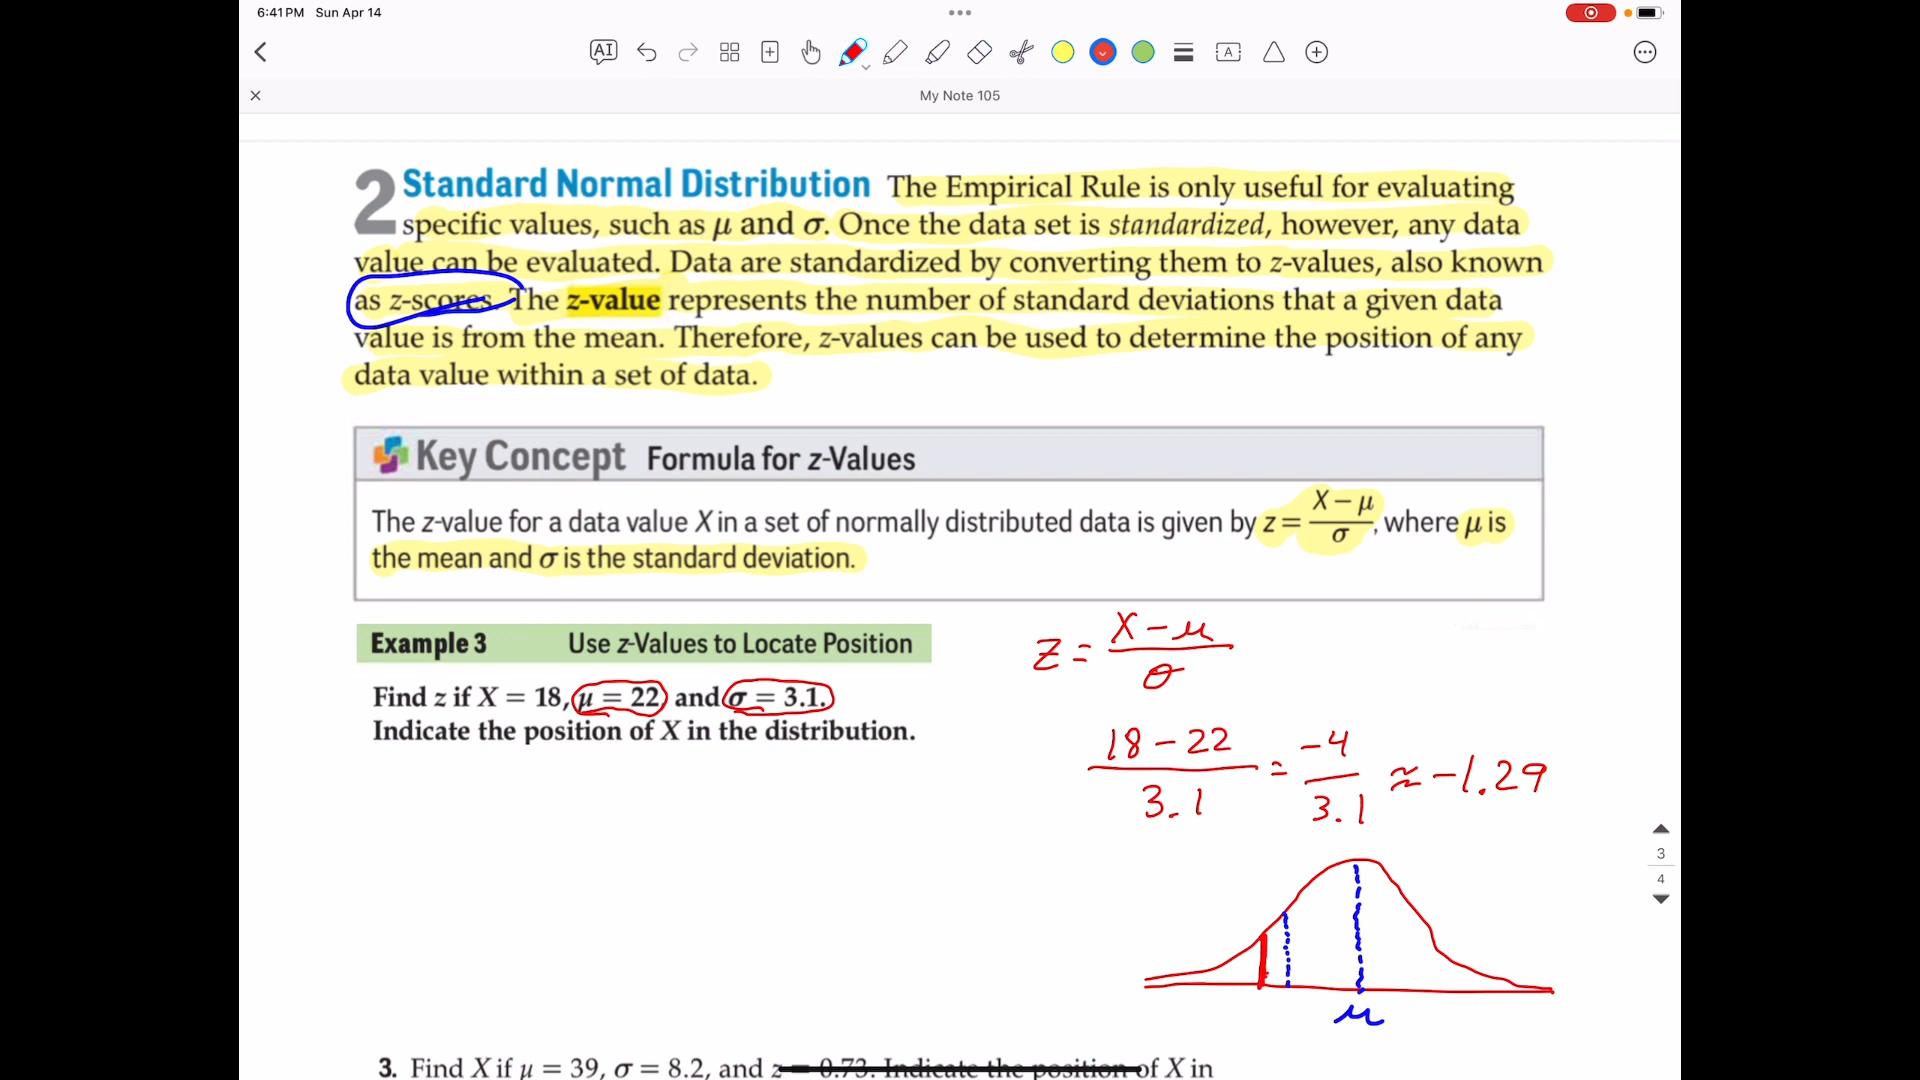 6:41 PM Sun Apr 14
AI
A
My Note 105
2 Standard Normal Distribution The Empirical Rule is only useful for evaluating
specific values, such as μ and σ. Once the data set is standardized, however, any data
value can be evaluated. Data are standardized by converting them to z-values, also known
as z-scores. The z-value represents the number of standard deviations that a given data
value is from the mean. Therefore, z-values can be used to determine the position of any
data value within a set of data.
Key Concept Formula for z-Values
The z-value for a data value X in a set of normally distributed data is given by z = X − μ / σ, where μ is
the mean and σ is the standard deviation.
Example 3 Use z-Values to Locate Position
Find z if X = 18, μ = 22, and σ = 3.1.
Indicate the position of X in the distribution.
z = X − μ / σ
18 − 22 / 3.1 = −4 / 3.1 ≈ −1.29
3
4
μ
3. Find X if μ = 39, σ = 8.2, and z = 0.73. Indicate the position of X in